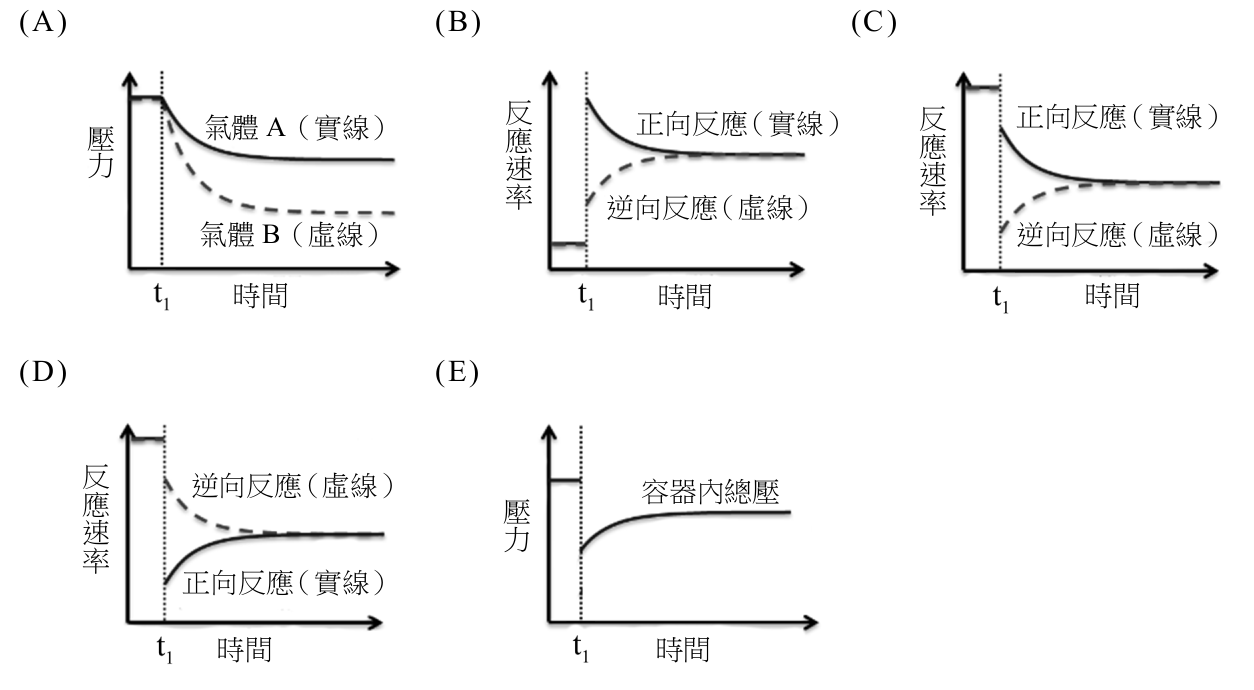 (A)
壓力
氣體 A（實線）
氣體 B（虛線）
t1
時間
(B)
反應速率
正向反應（實線）
逆向反應（虛線）
t1
時間
(C)
反應速率
正向反應（實線）
逆向反應（虛線）
t1
時間
(D)
反應速率
逆向反應（虛線）
正向反應（實線）
t1
時間
(E)
壓力
容器內總壓
t1
時間